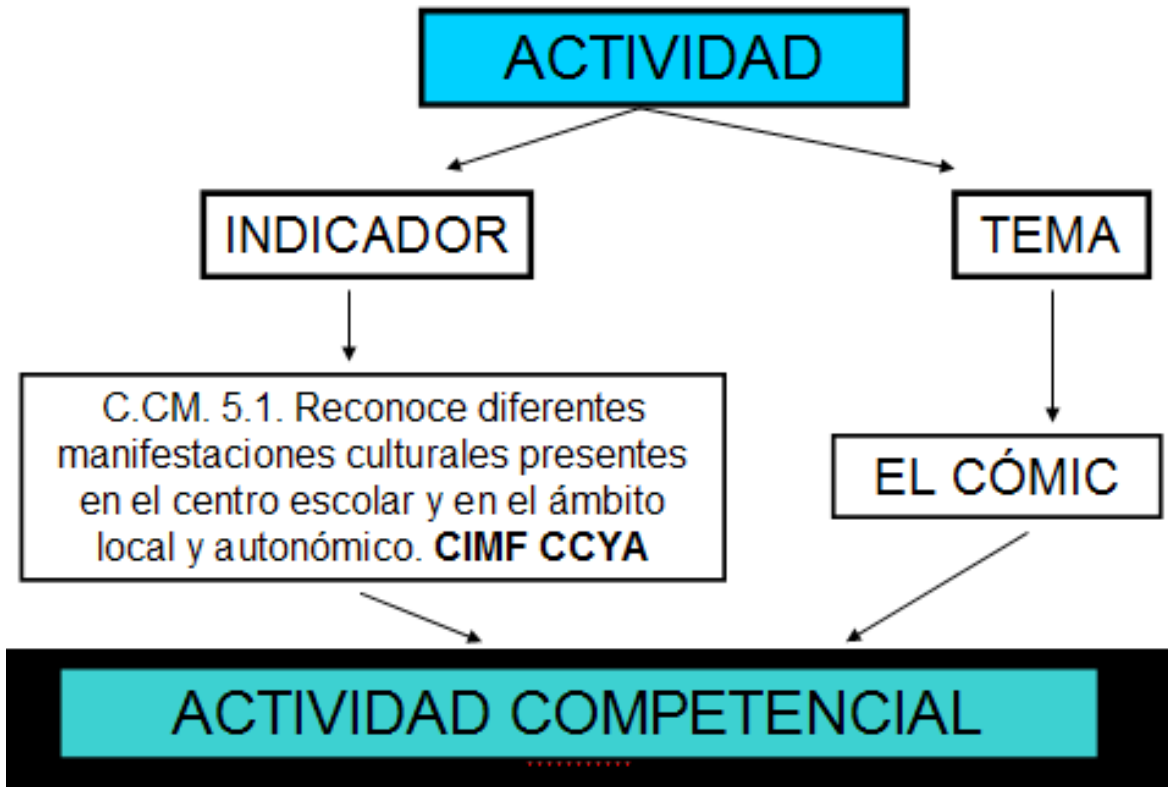 ACTIVIDAD
INDICADOR
TEMA
C.CM. 5.1. Reconoce diferentes
manifestaciones culturales presentes
en el centro escolar y en el ámbito
local y autonómico. CIMF CCYA
EL CÓMIC
ACTIVIDAD COMPETENCIAL